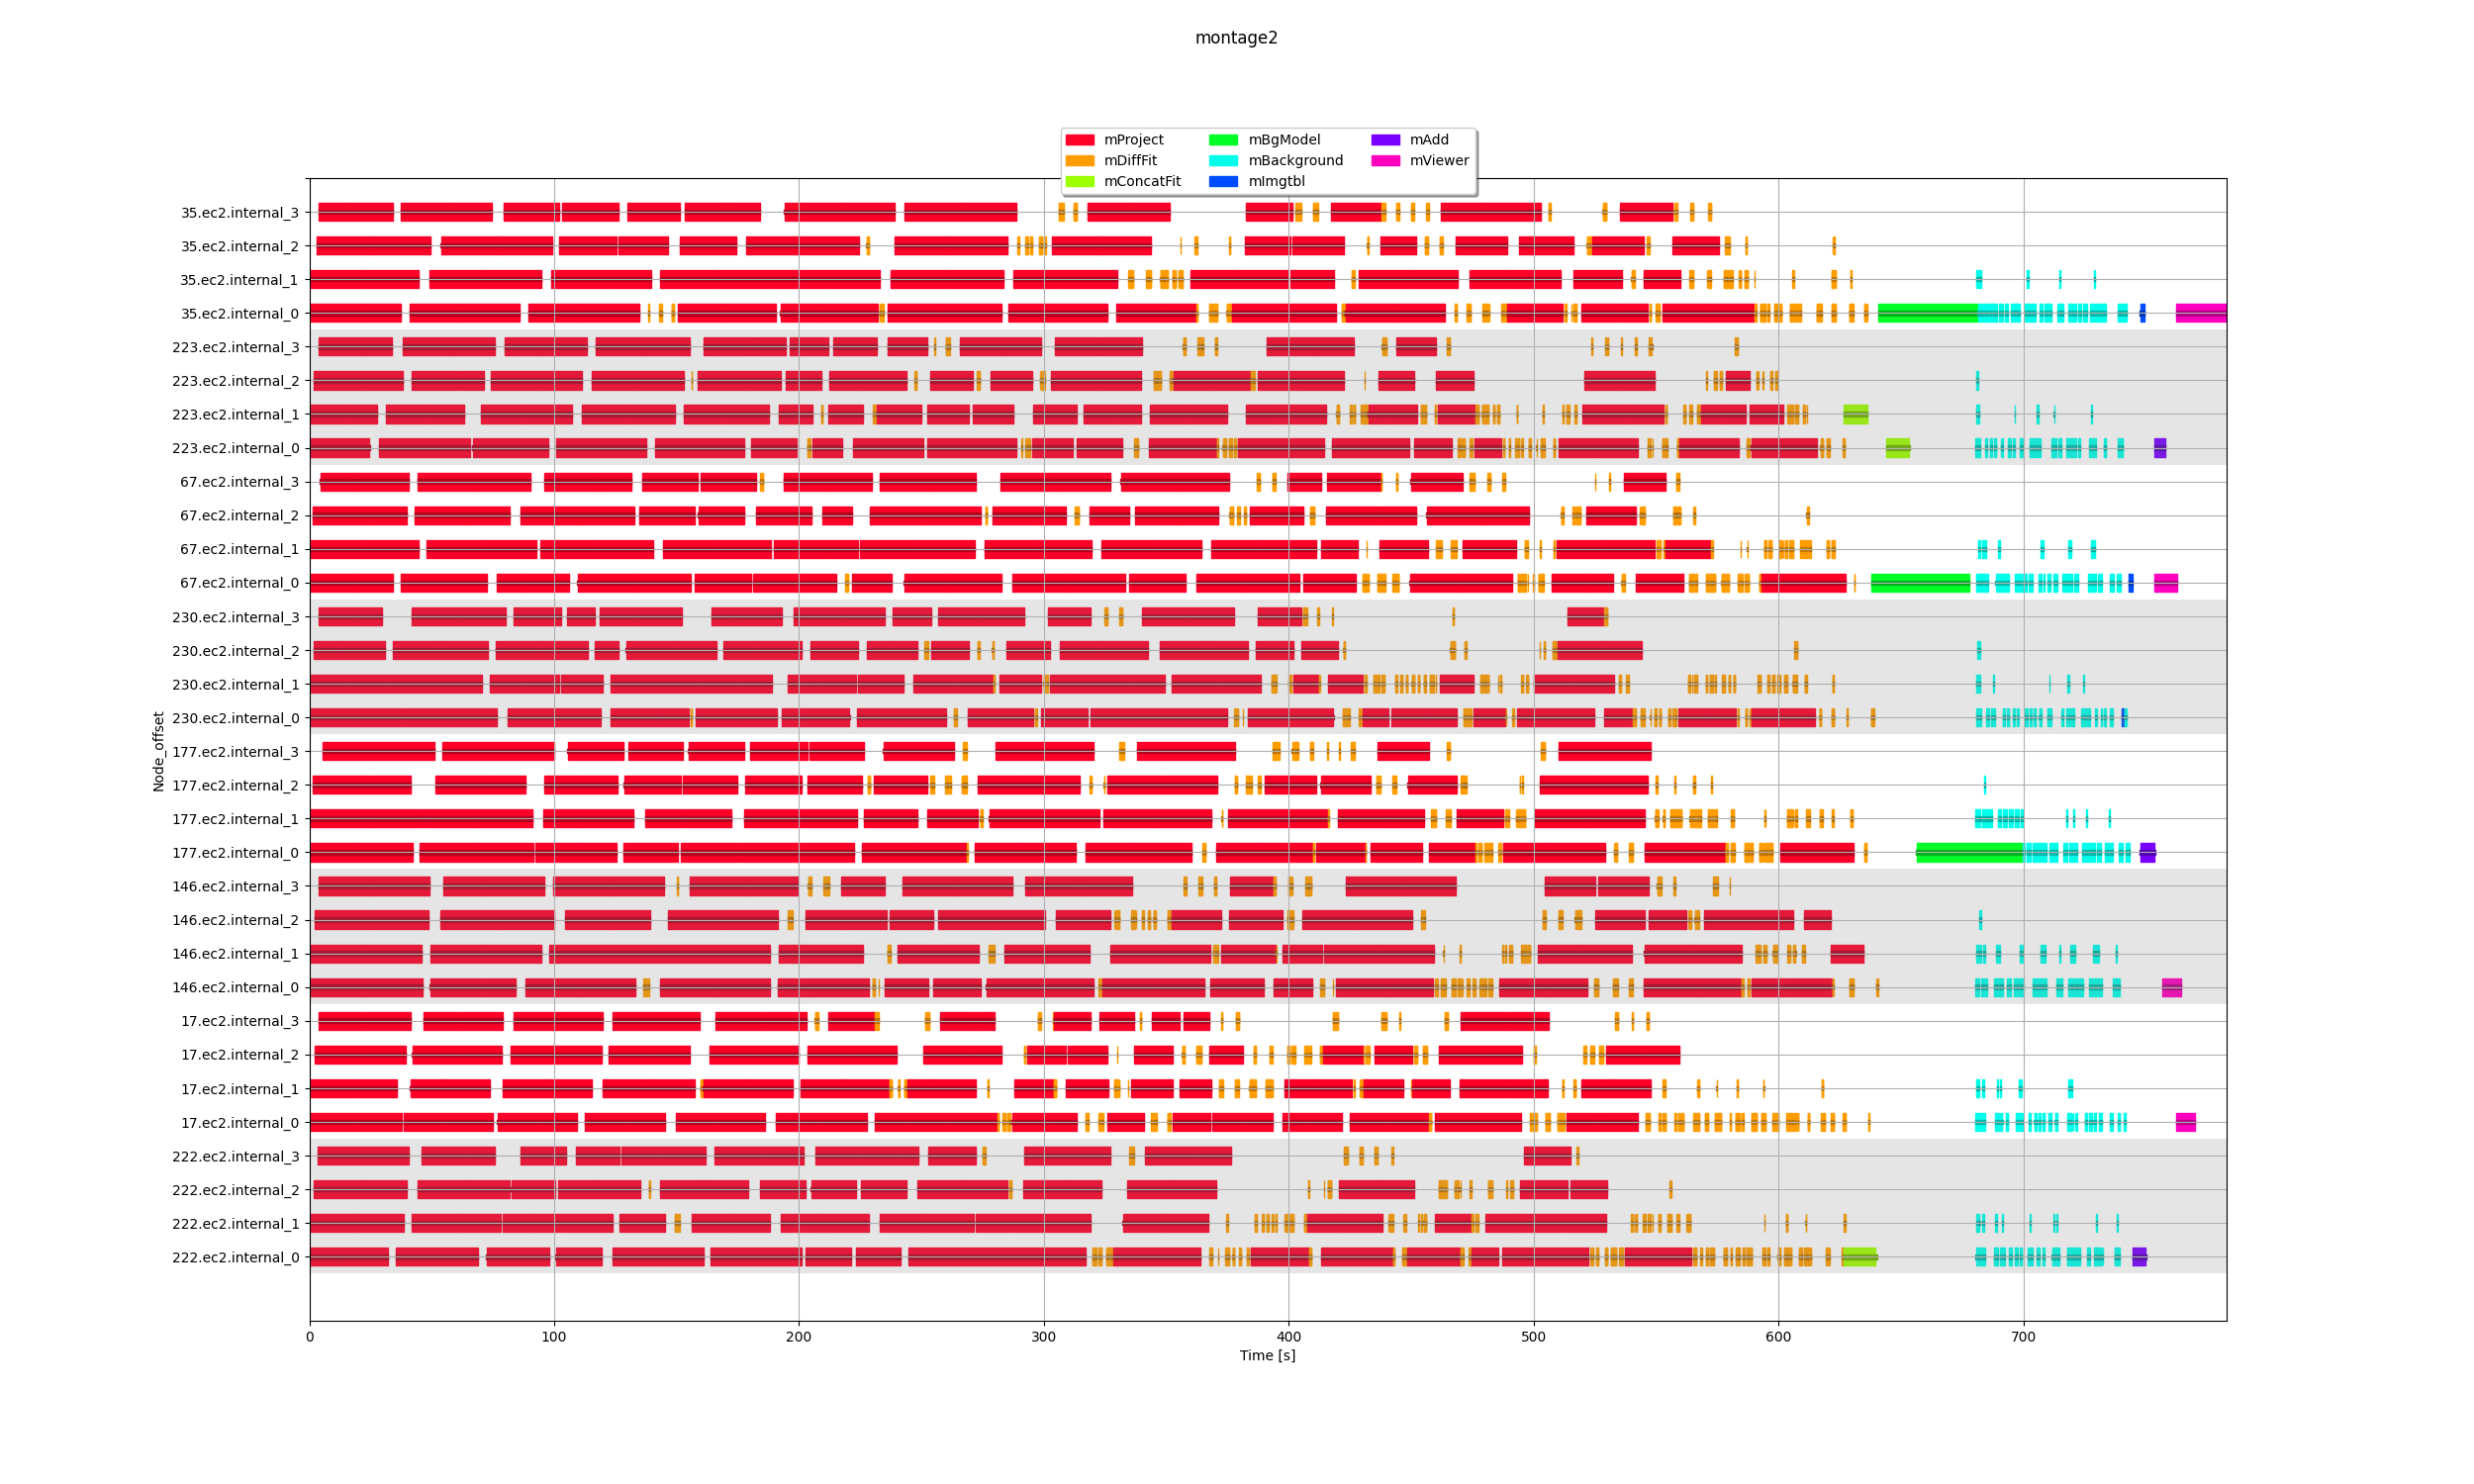 montage2
mProject mBgModel mAdd
mDiffFit mBackground mViewer
mConcatFit mImgtbl
35.ec2.internal_3
35.ec2.internal_2
35.ec2.internal_1
35.ec2.internal_0
223.ec2.internal_3
223.ec2.internal_2
223.ec2.internal_1
223.ec2.internal_0
67.ec2.internal_3
67.ec2.internal_2
67.ec2.internal_1
67.ec2.internal_0
230.ec2.internal_3
230.ec2.internal_2
230.ec2.internal_1
230.ec2.internal_0
177.ec2.internal_3
177.ec2.internal_2
177.ec2.internal_1
177.ec2.internal_0
146.ec2.internal_3
146.ec2.internal_2
146.ec2.internal_1
146.ec2.internal_0
17.ec2.internal_3
17.ec2.internal_2
17.ec2.internal_1
17.ec2.internal_0
222.ec2.internal_3
222.ec2.internal_2
222.ec2.internal_1
222.ec2.internal_0
Node_offset
0 100 200 300 400 500 600 700
Time [s]